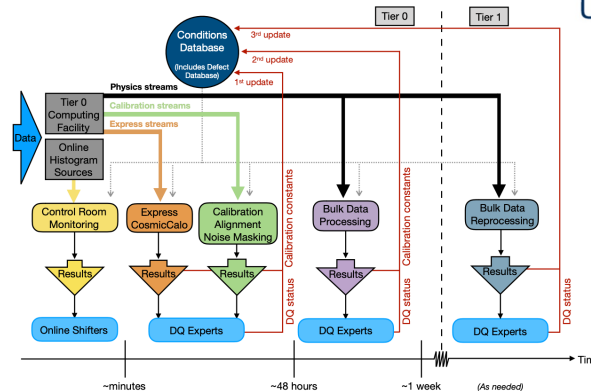 Tier 0
Tier 1
Conditions
Database
(Includes Defect
Database)
3rd update
2nd update
1st update
Physics streams
Calibration streams
Express streams
Data
Tier 0
Computing
Facility
Online
Histogram
Sources
Control Room
Monitoring
Express
CosmicCalo
Calibration
Alignment
Noise Masking
Bulk Data
Processing
Bulk Data
Reprocessing
Calibration constants
Calibration constants
Results
Results
Results
Results
Results
DQ status
DQ status
DQ status
Online Shifters
DQ Experts
DQ Experts
DQ Experts
~minutes
~48 hours
~1 week
(As needed)